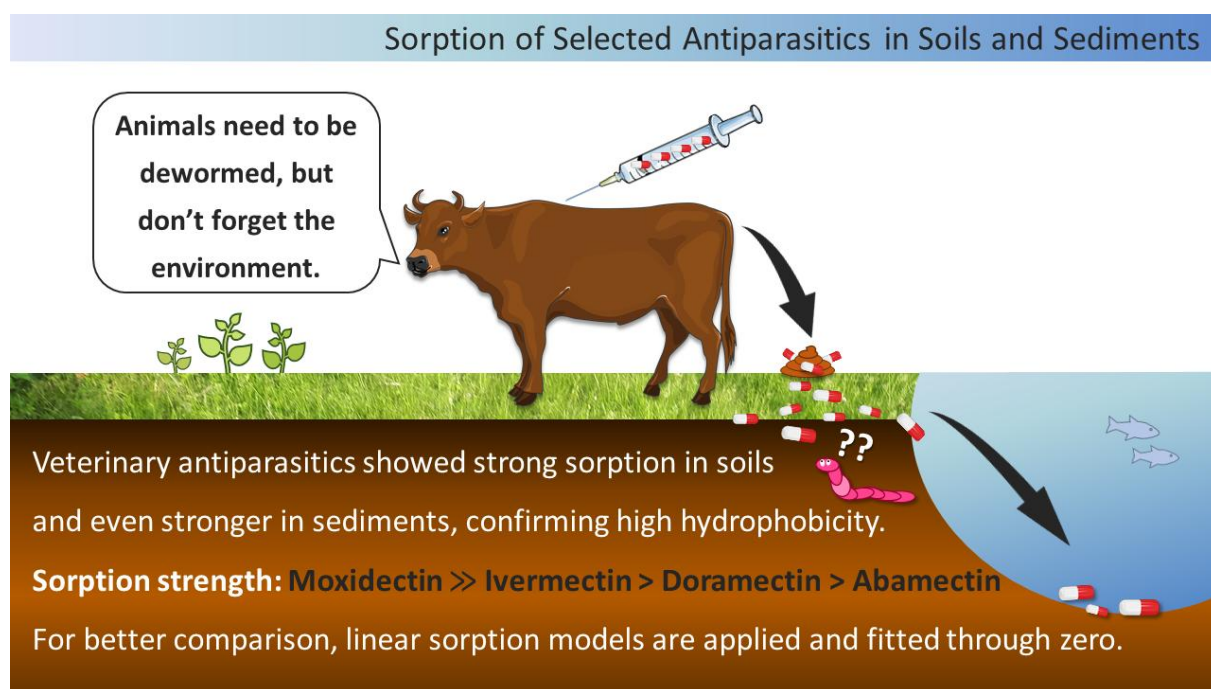 Sorption of Selected Antiparasitics in Soils and Sediments
Animals need to be
dewormed, but
don’t forget the
environment.
??
Veterinary antiparasitics showed strong sorption in soils
and even stronger in sediments, confirming high hydrophobicity.
Sorption strength: Moxidectin ≫ Ivermectin > Doramectin > Abamectin
For better comparison, linear sorption models are applied and fitted through zero.